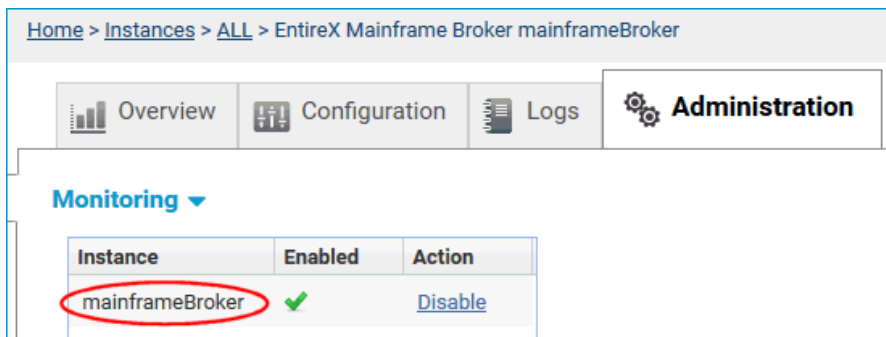 Home > Instances > ALL > EntireX Mainframe Broker mainframeBroker
Overview Configuration Logs Administration
Monitoring
Instance Enabled Action
mainframeBroker Disable